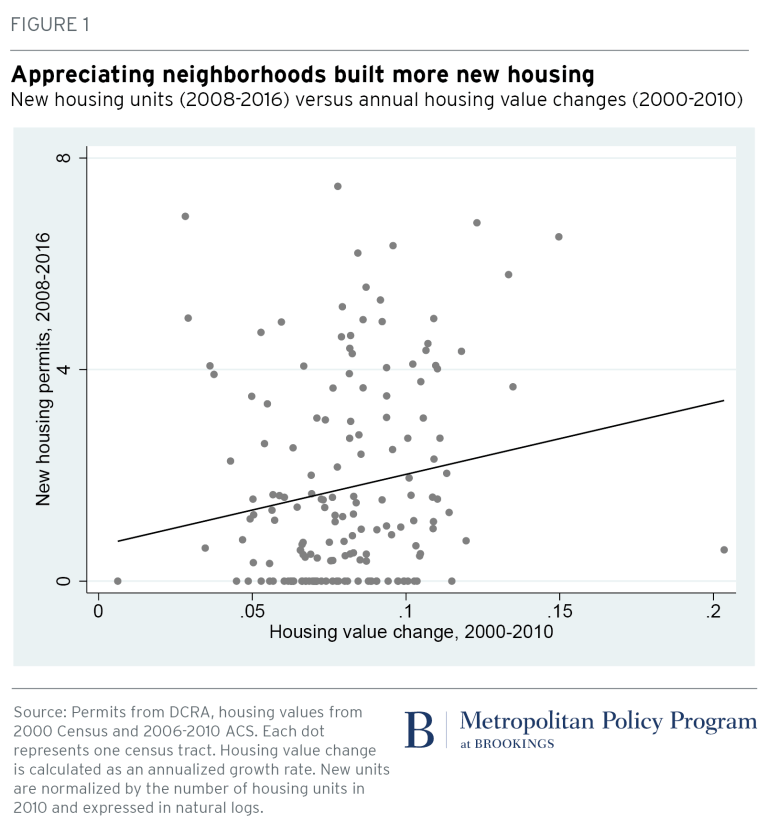 FIGURE 1
Appreciating neighborhoods built more new housing
New housing units (2008-2016) versus annual housing value changes (2000-2010)
New housing permits, 2008-2016
8
4
0
0
.05
.1
.15
.2
Housing value change, 2000-2010
Source: Permits from DCRA, housing values from
2000 Census and 2006-2010 ACS. Each dot
represents one census tract. Housing value change
is calculated as an annualized growth rate. New units
are normalized by the number of housing units in
2010 and expressed in natural logs.
B
Metropolitan Policy Program
at BROOKINGS